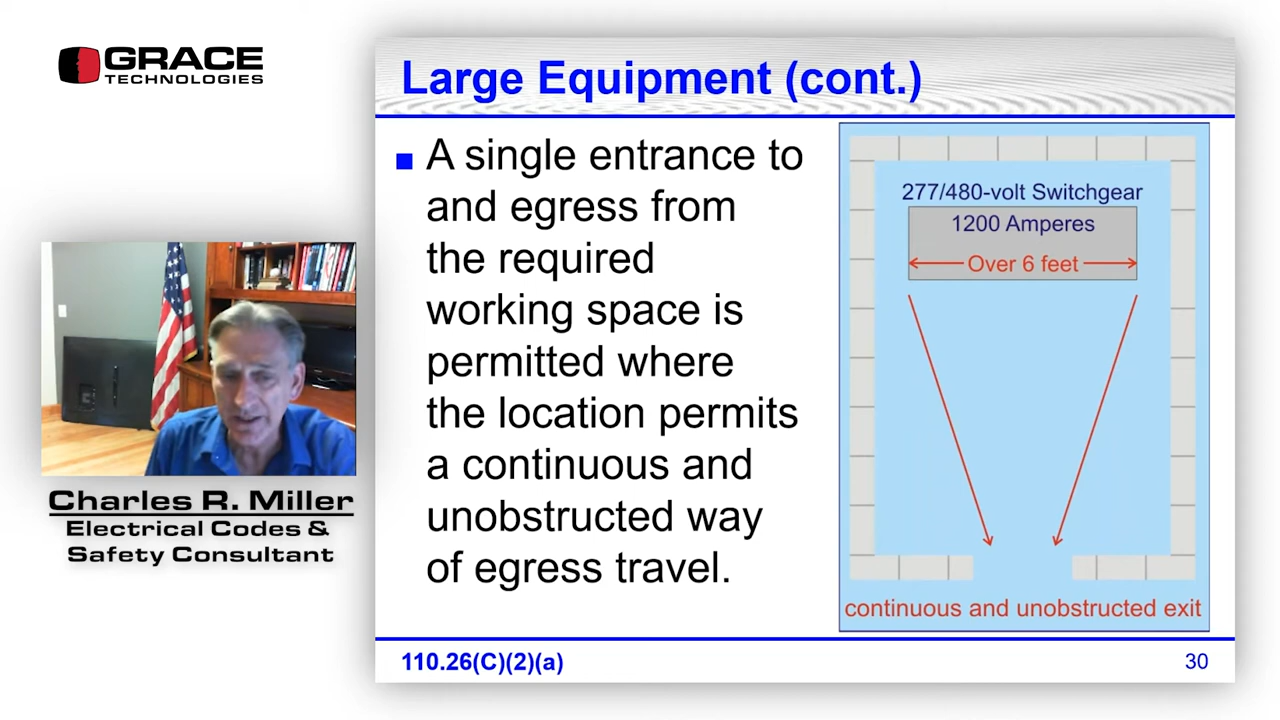 GRACE
TECHNOLOGIES
Large Equipment (cont.)
A single entrance to
and egress from
the required
working space is
permitted where
the location permits
a continuous and
unobstructed way
of egress travel.
277/480-volt Switchgear
1200 Amperes
Over 6 feet
continuous and unobstructed exit
Charles R. Miller
Electrical Codes &
Safety Consultant
110.26(C)(2)(a)
30